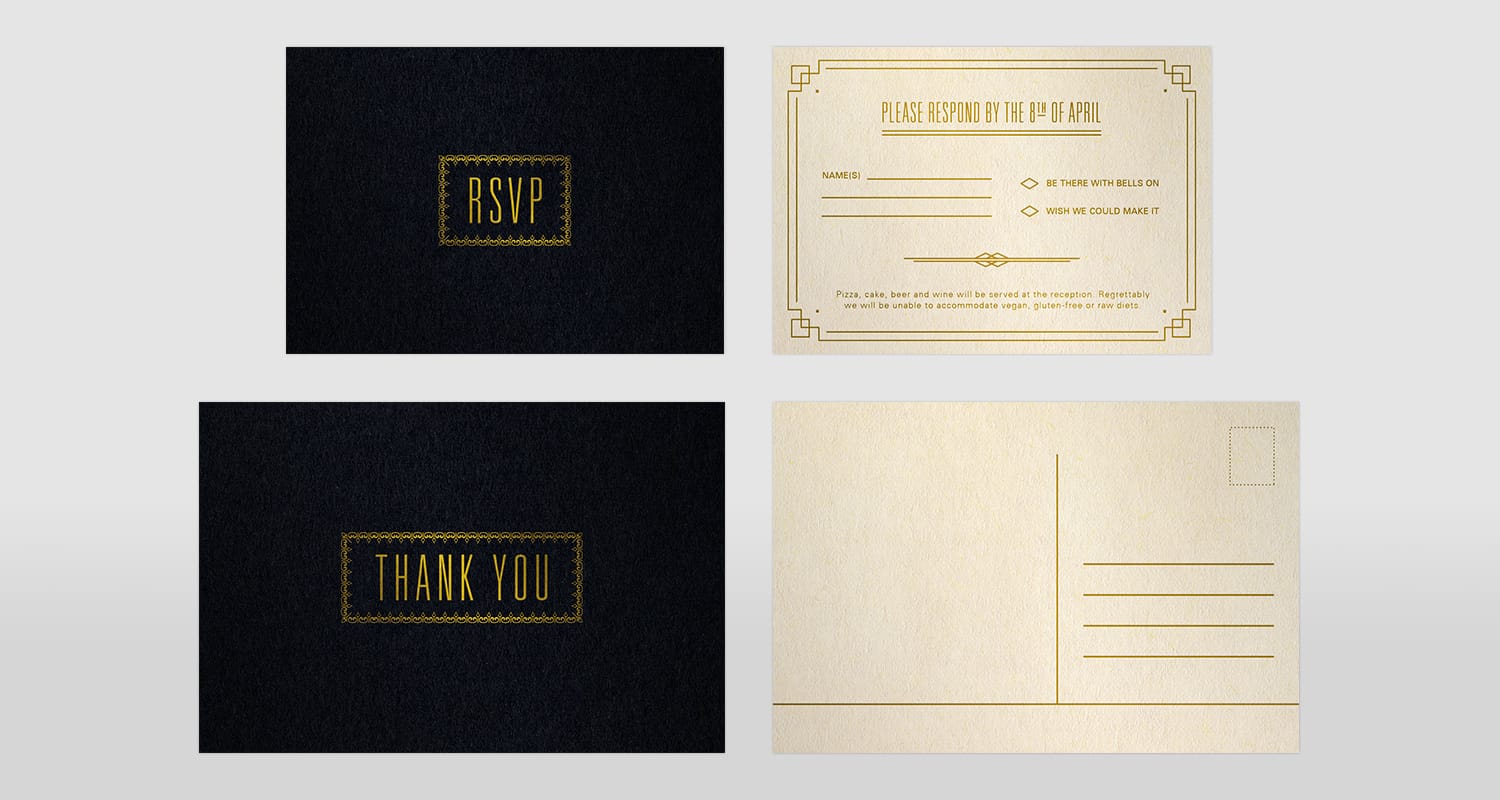 RSVP
PLEASE RESPOND BY THE 8TH OF APRIL
NAME(S)
BE THERE WITH BELLS ON
WISH WE COULD MAKE IT
Pizza, cake, beer and wine will be served at the reception. Regrettably
we will be unable to accommodate vegan, gluten-free or raw diets.
THANK YOU